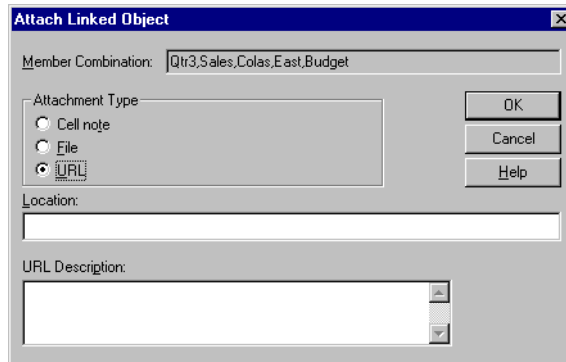 Attach Linked Object
Member Combination: Qtr3,Sales,Colas,East,Budget
Attachment Type
Cell note
File
URL
OK
Cancel
Help
Location:
URL Description: